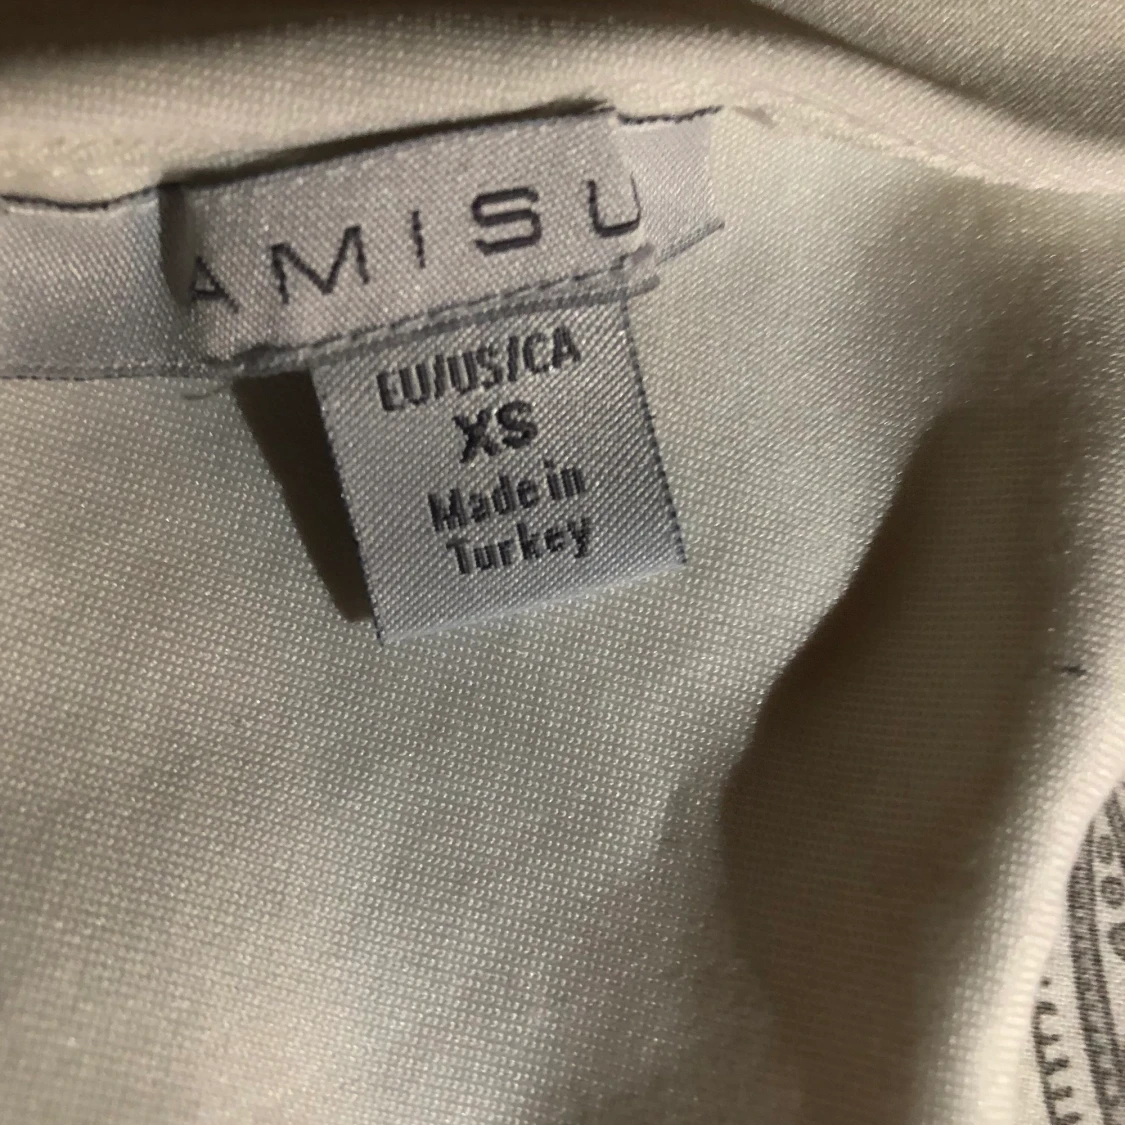 AMISU
EU/US/CA
XS
Made in
Turkey